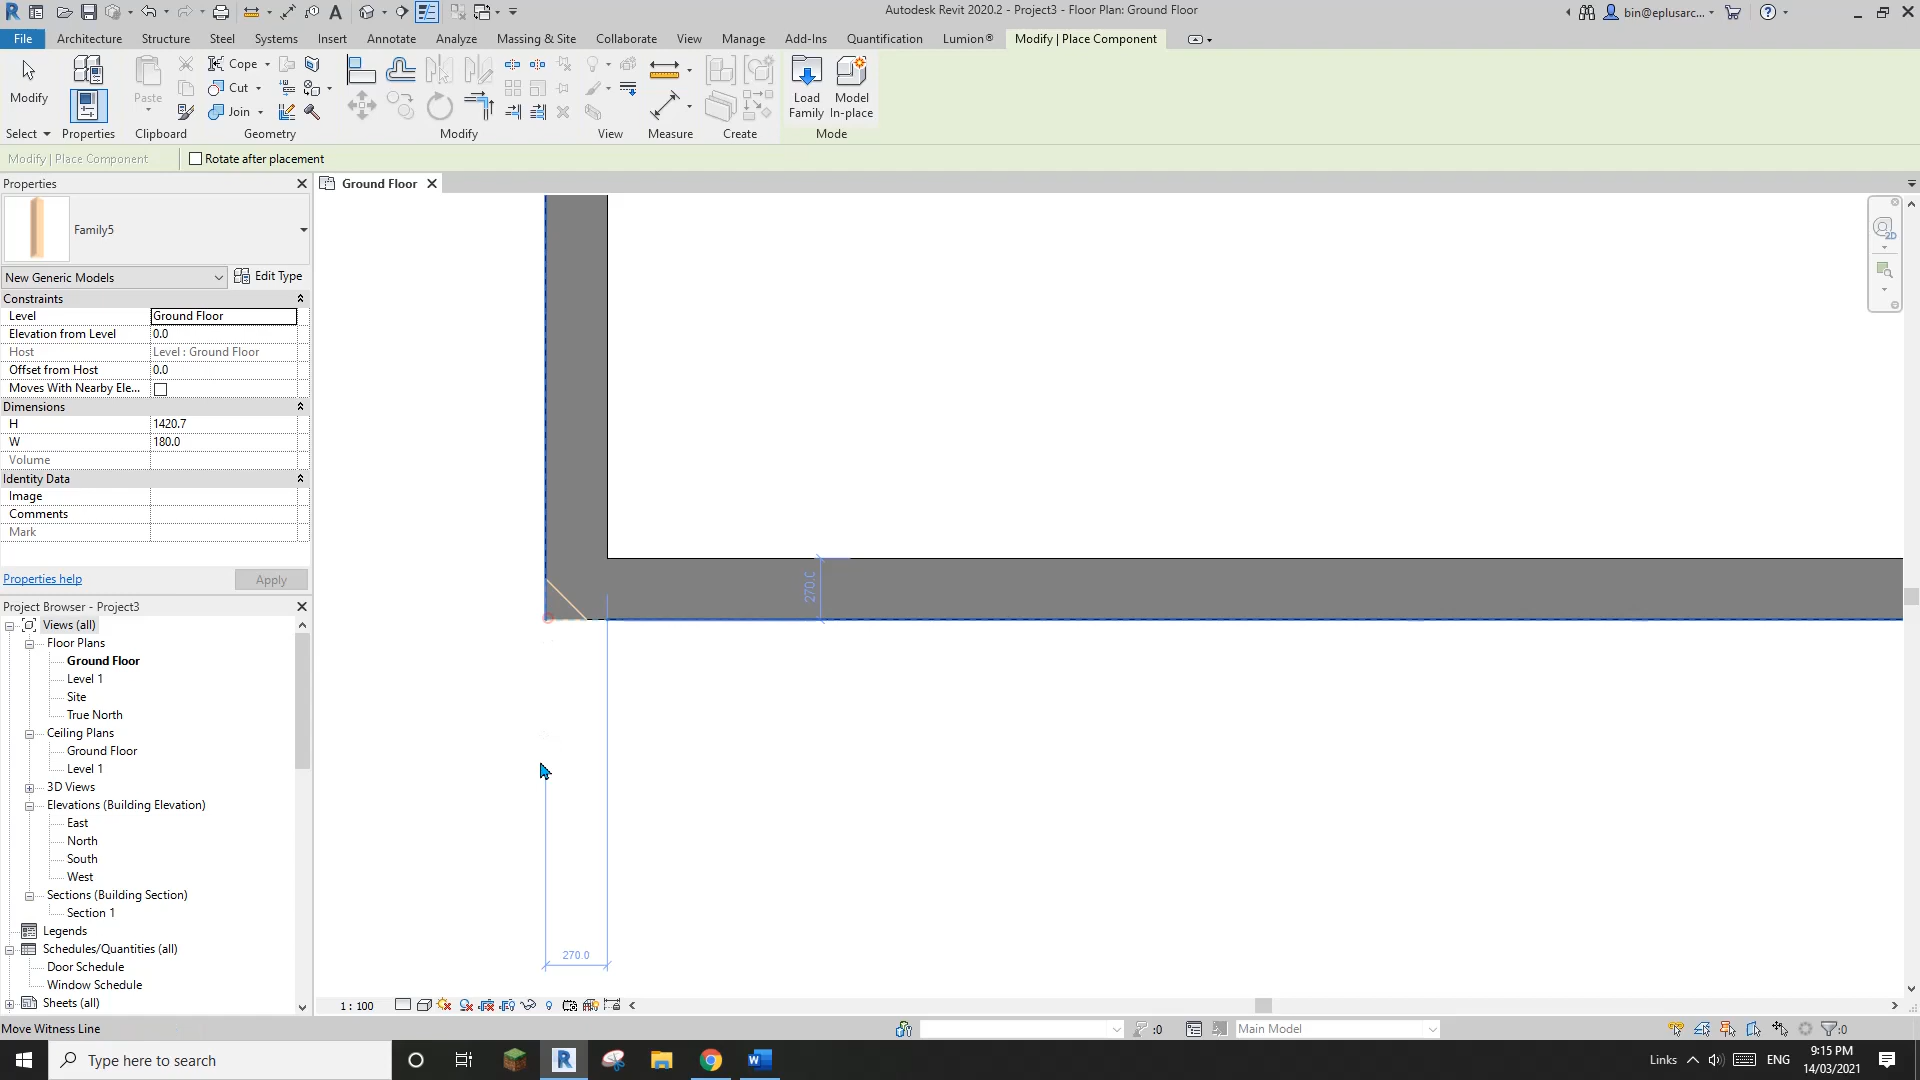 Autodesk Revit 2020.2 - Project3 - Floor Plan: Ground Floor
bin@eplusarc...
File Architecture Structure Steel Systems Insert Annotate Analyze Massing & Site Collaborate View Manage Add-Ins Quantification Lumion® Modify | Place Component
Modify
Paste
Cope
Cut
Join
Load
Family
Model
In-place
Select Properties Clipboard Geometry Modify View Measure Create Mode
Modify | Place Component Rotate after placement
Properties
Ground Floor
Family5
New Generic Models Edit Type
Constraints
Level Ground Floor
Elevation from Level 0.0
Host Level : Ground Floor
Offset from Host 0.0
Moves With Nearby Ele...
Dimensions
H 1420.7
W 180.0
Volume
Identity Data
Image
Comments
Mark
Properties help Apply
Project Browser - Project3
Views (all)
Floor Plans
Ground Floor
Level 1
Site
True North
Ceiling Plans
Ground Floor
Level 1
3D Views
Elevations (Building Elevation)
East
North
South
West
Sections (Building Section)
Section 1
Legends
Schedules/Quantities (all)
Door Schedule
Window Schedule
Sheets (all)
270.0
270.0
1 : 100
Move Witness Line
:0
Main Model
:0
Type here to search
Links
ENG
9:15 PM
14/03/2021